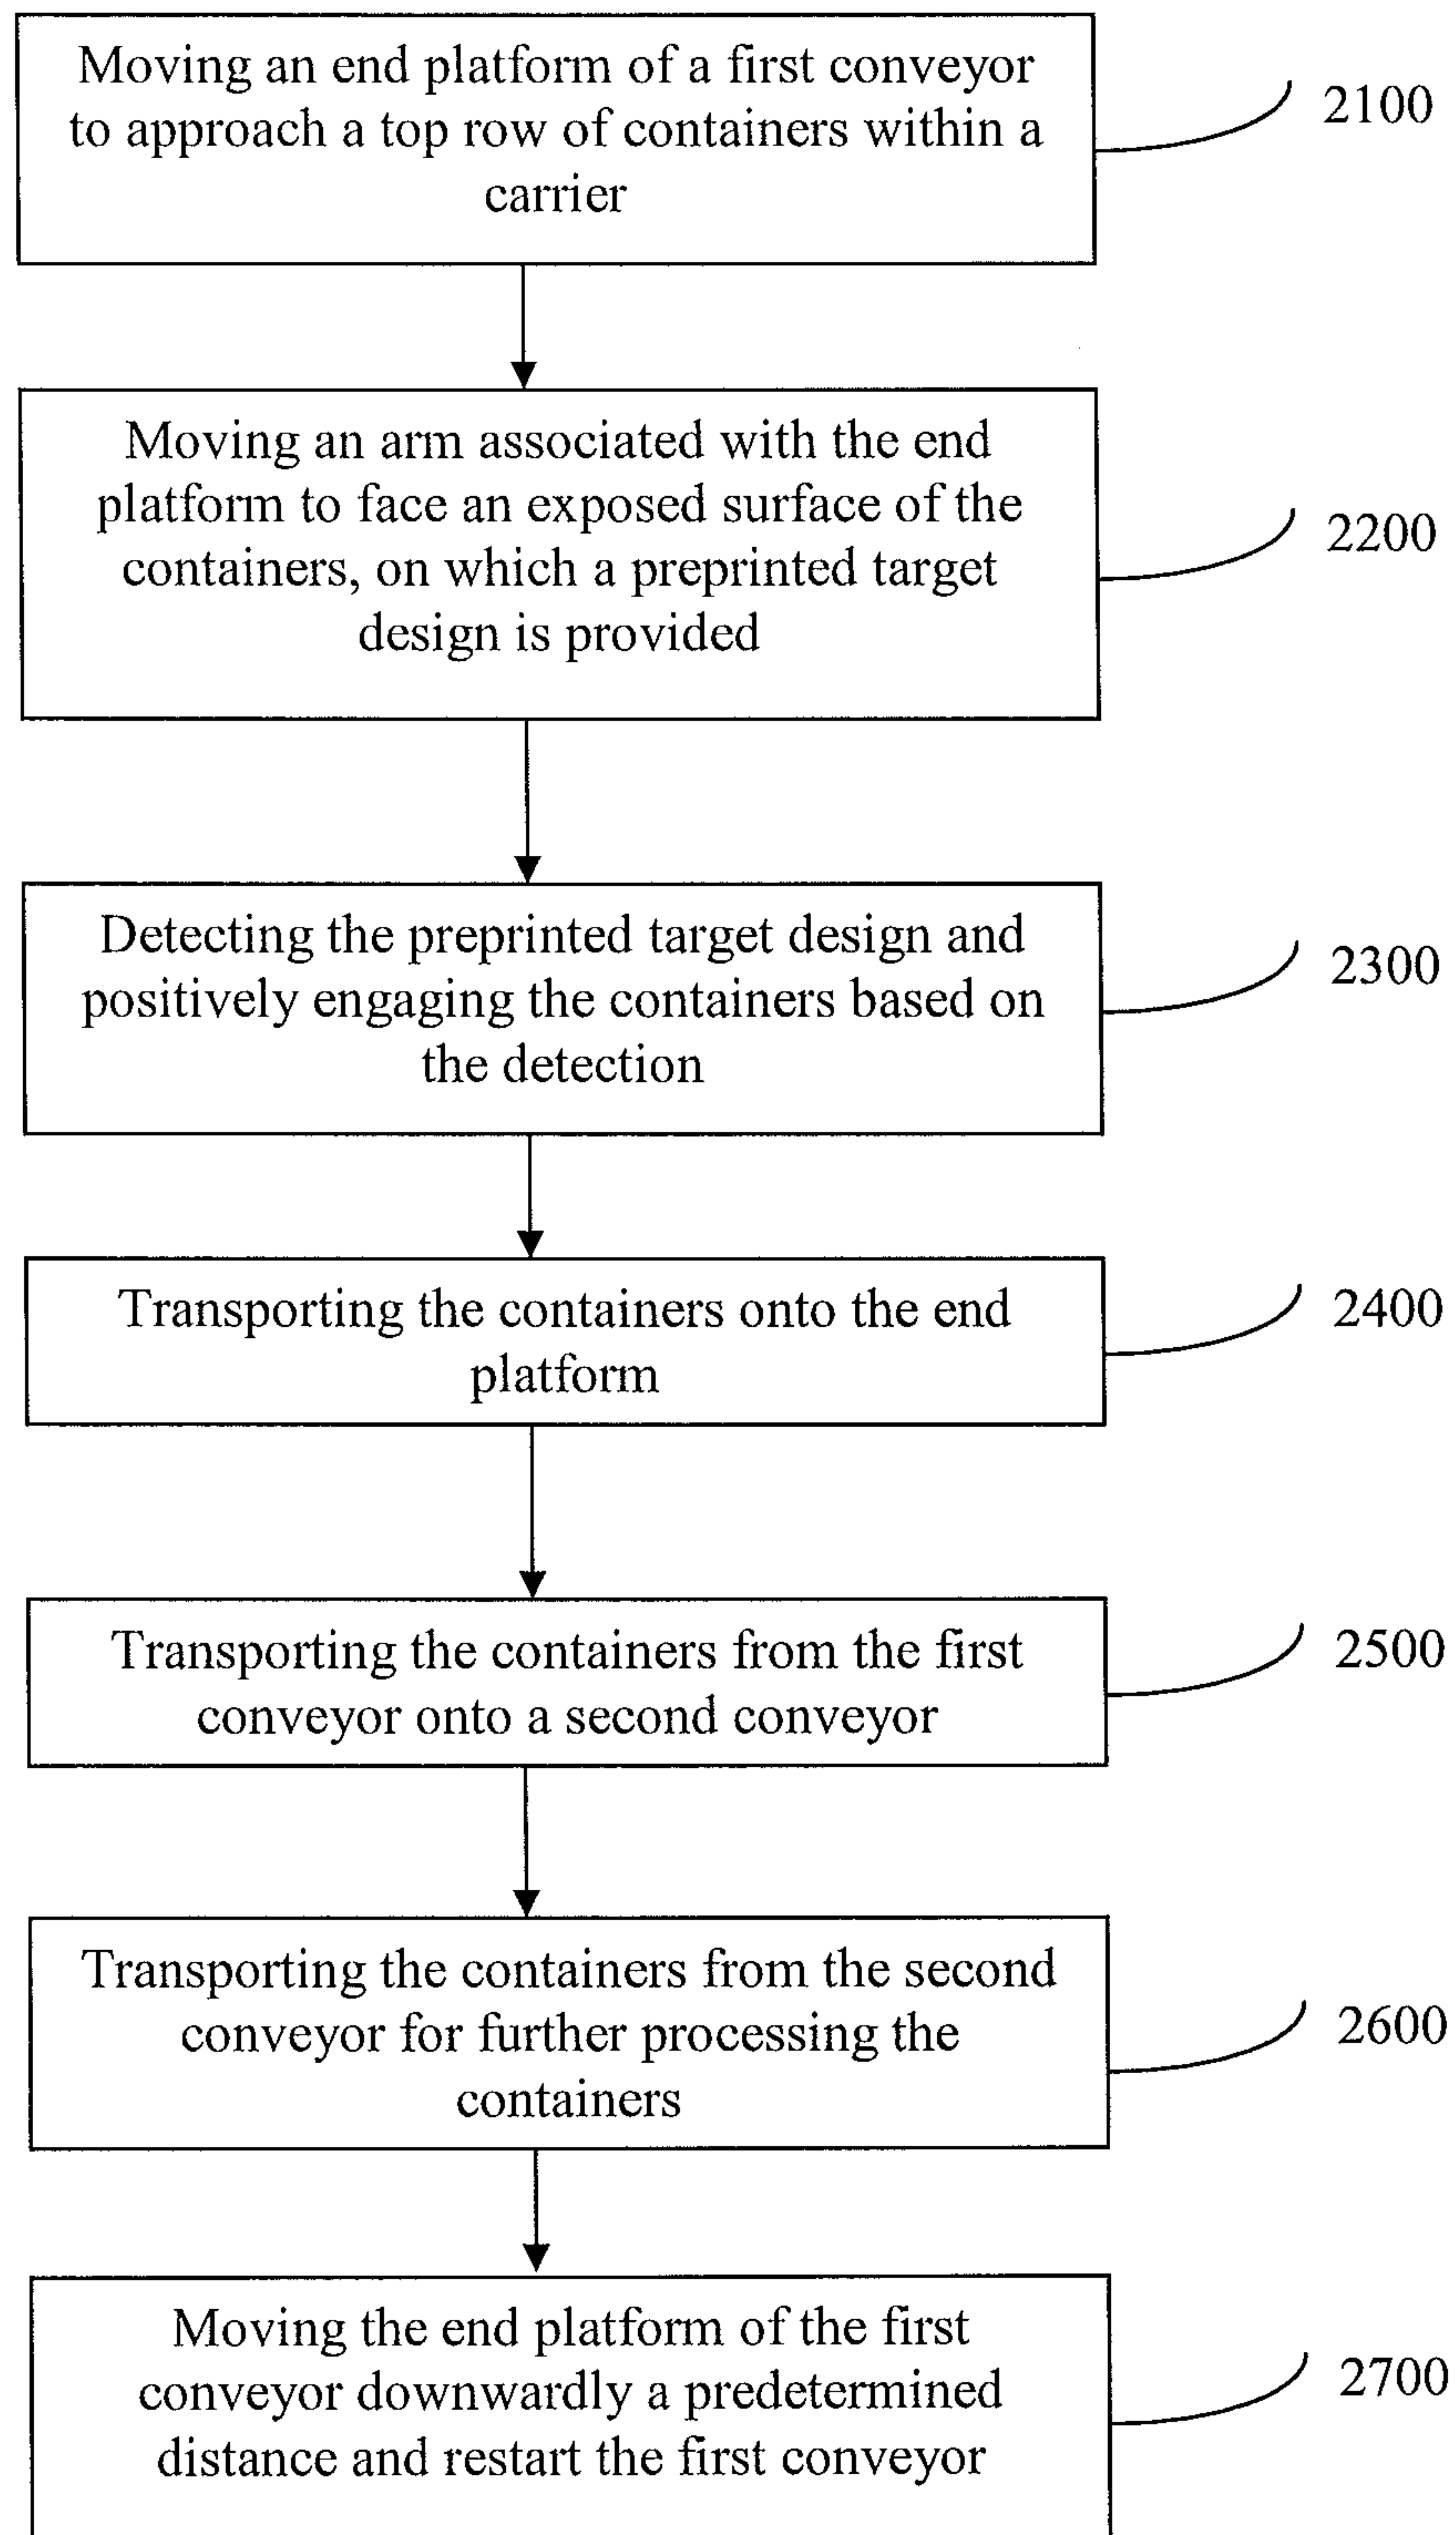 Moving an end platform of a first conveyor
to approach a top row of containers within a
carrier
2100
Moving an arm associated with the end
platform to face an exposed surface of the
containers, on which a preprinted target
design is provided
2200
Detecting the preprinted target design and
positively engaging the containers based on
the detection
2300
Transporting the containers onto the end
platform
2400
Transporting the containers from the first
conveyor onto a second conveyor
2500
Transporting the containers from the second
conveyor for further processing the
containers
2600
Moving the end platform of the first
conveyor downwardly a predetermined
distance and restart the first conveyor
2700